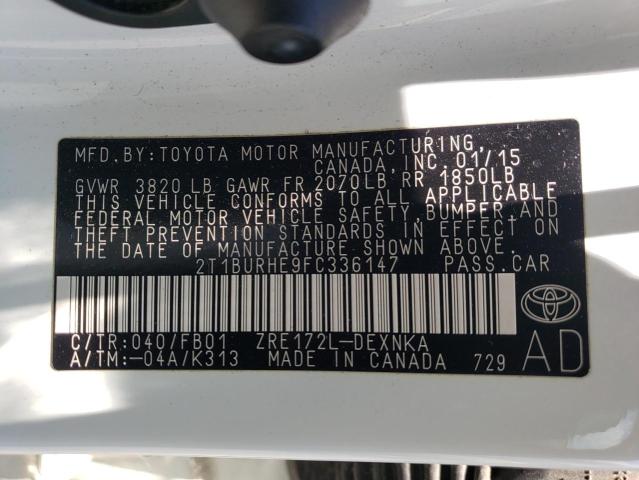 MFD. BY: TOYOTA MOTOR MANUFACTURING,
CANADA, INC. 01/15
GVWR 3820 LB GAWR FR 2070LB RR 1850LB
THIS VEHICLE CONFORMS TO ALL APPLICABLE
FEDERAL MOTOR VEHICLE SAFETY, BUMPER, AND
THEFT PREVENTION STANDARDS IN EFFECT ON
THE DATE OF MANUFACTURE SHOWN ABOVE.
2T1BURHE9FC336147 PASS. CAR
C/TR: 040/FB01 ZRE172L-DEXNKA
A/TM: -04A/K313 MADE IN CANADA 729
AD